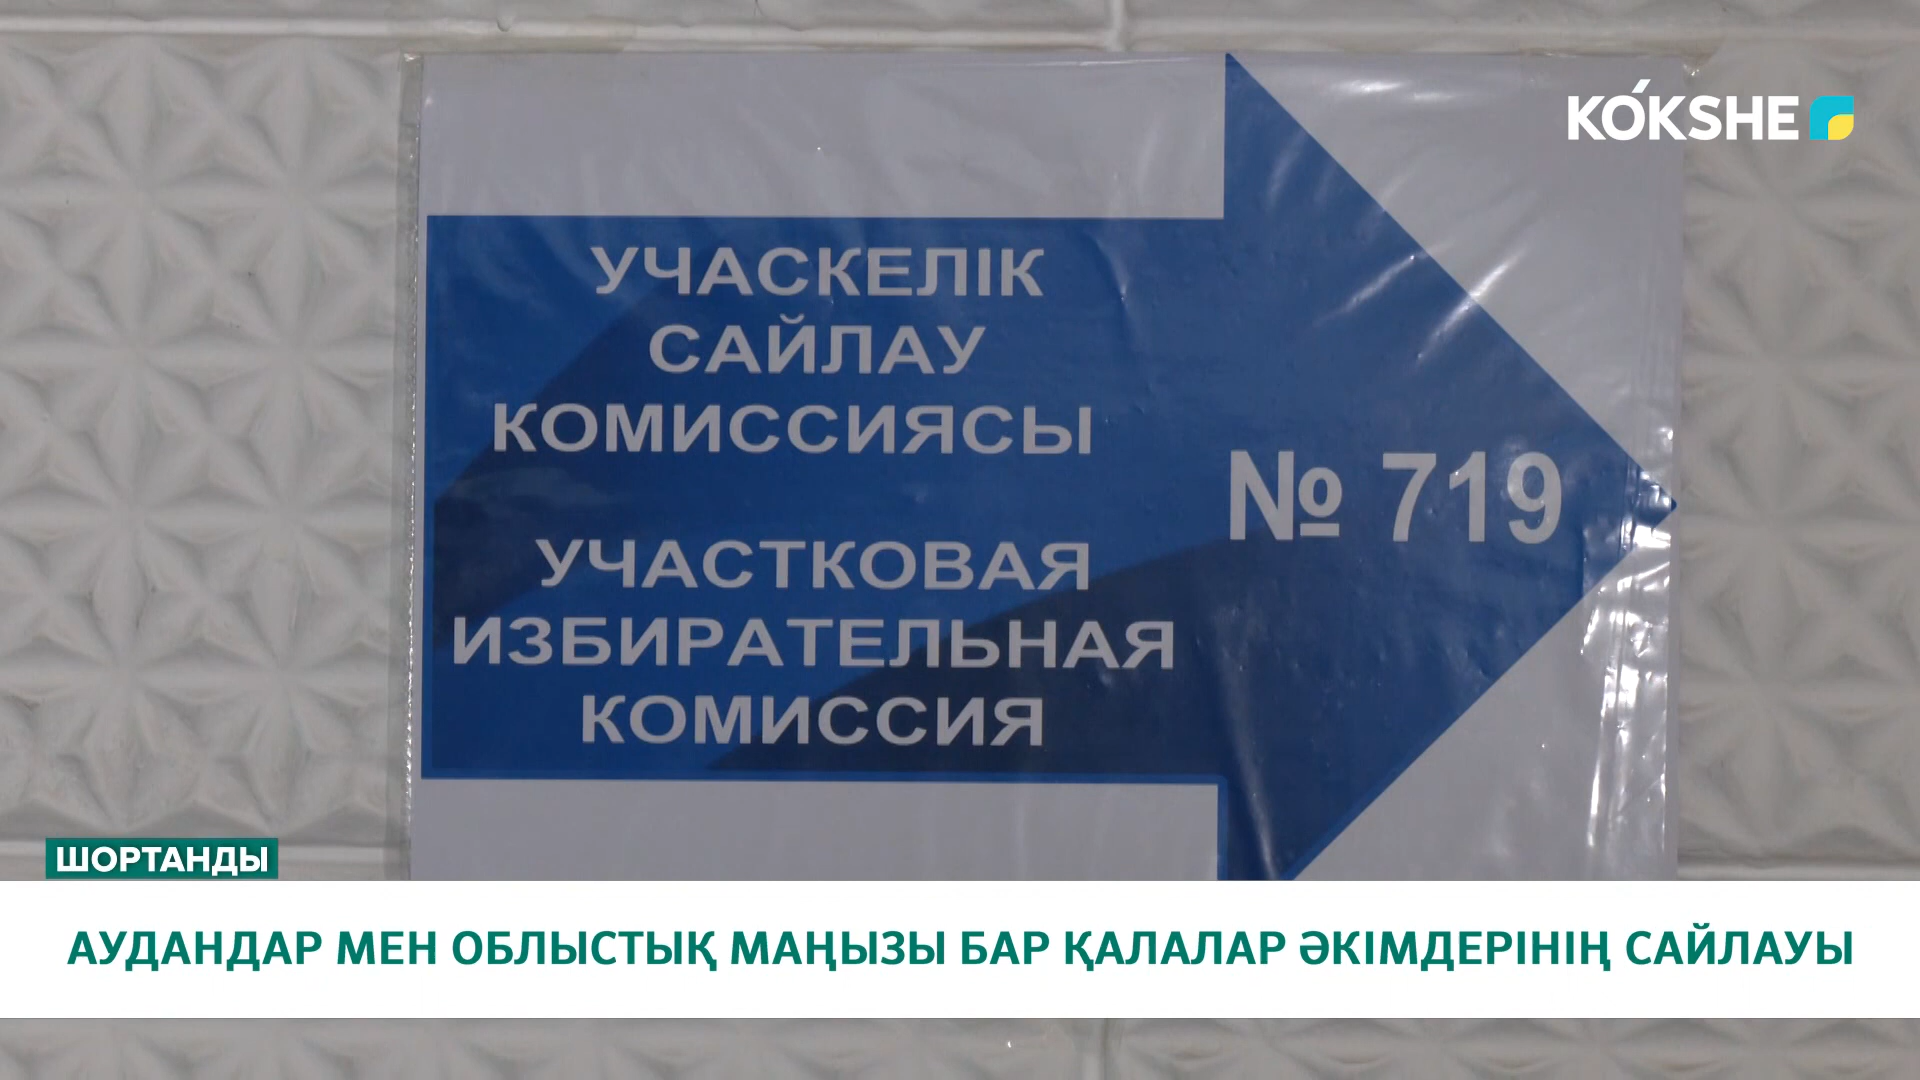 KÓKSHE
УЧАСКЕЛІК
САЙЛАУ
КОМИССИЯСЫ
УЧАСТКОВАЯ
ИЗБИРАТЕЛЬНАЯ
КОМИССИЯ
№ 719
ШОРТАНДЫ
АУДАНДАР МЕН ОБЛЫСТЫҚ МАҢЫЗЫ БАР ҚАЛАЛАР ӘКІМДЕРІНІҢ САЙЛАУЫ